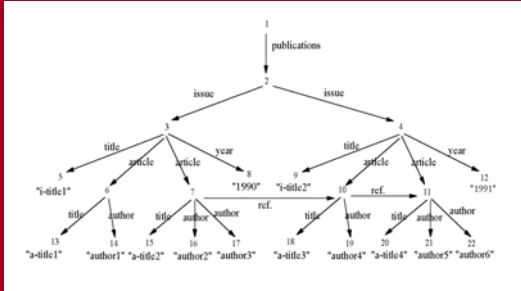 1
publications
2
issue issue
3 4
title article article year title article article year
5 8 9 12
"i-title1" 6 7 "1990" "i-title2" 10 ref. 11 "1991"
ref.
title author title author author title author title author author
13 14 15 16 17 18 19 20 21 22
"a-title1" "author1" "a-title2" "author2" "author3" "a-title3" "author4" "a-title4" "author5" "author6"